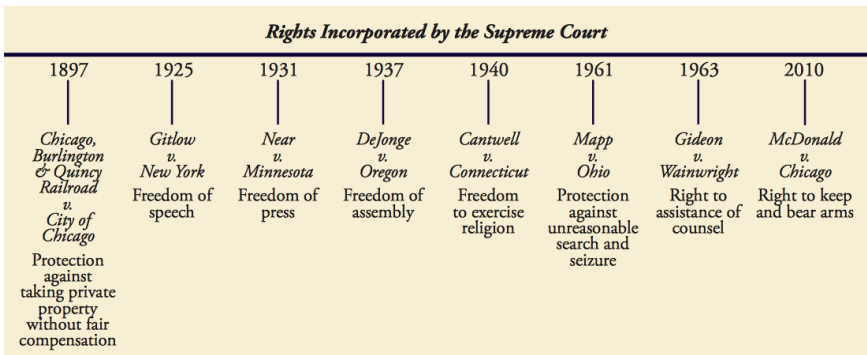 Rights Incorporated by the Supreme Court
1897
Chicago,
Burlington
& Quincy
Railroad
v.
City of
Chicago
Protection
against
taking private
property
without fair
compensation
1925
Gitlow
v.
New York
Freedom of
speech
1931
Near
v.
Minnesota
Freedom of
press
1937
DeJonge
v.
Oregon
Freedom of
assembly
1940
Cantwell
v.
Connecticut
Freedom
to exercise
religion
1961
Mapp
v.
Ohio
Protection
against
unreasonable
search and
seizure
1963
Gideon
v.
Wainwright
Right to
assistance of
counsel
2010
McDonald
v.
Chicago
Right to keep
and bear arms